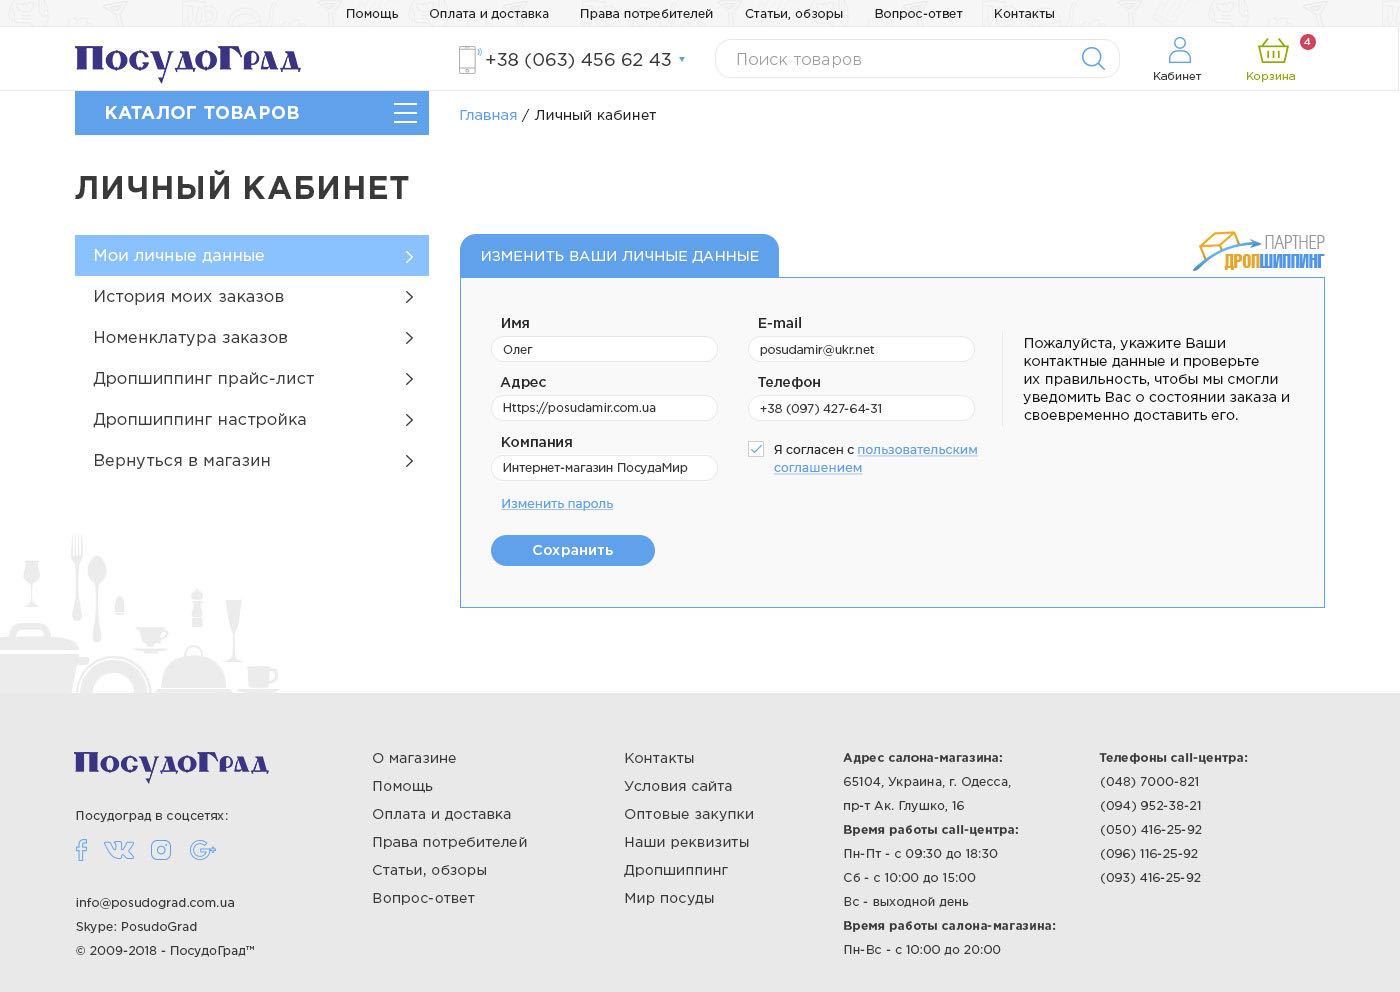 Помощь Оплата и доставка Права потребителей Статьи, обзоры Вопрос-ответ Контакты
ПосудоГрад
+38 (063) 456 62 43
Поиск товаров
Кабинет
4
Корзина
КАТАЛОГ ТОВАРОВ
Главная / Личный кабинет
ЛИЧНЫЙ КАБИНЕТ
Мои личные данные
История моих заказов
Номенклатура заказов
Дропшиппинг прайс-лист
Дропшиппинг настройка
Вернуться в магазин
ИЗМЕНИТЬ ВАШИ ЛИЧНЫЕ ДАННЫЕ
ПАРТНЕР
ДРОПШИППИНГ
Имя
Олег
Адрес
Https://posudamir.com.ua
Компания
Интернет-магазин ПосудаМир
Изменить пароль
Сохранить
E-mail
posudamir@ukr.net
Телефон
+38 (097) 427-64-31
Я согласен с пользовательским
соглашением
Пожалуйста, укажите Ваши
контактные данные и проверьте
их правильность, чтобы мы смогли
уведомить Вас о состоянии заказа и
своевременно доставить его.
ПосудоГрад
Посудоград в соцсетях:
info@posudograd.com.ua
Skype: PosudoGrad
© 2009-2018 - ПосудоГрад™
О магазине
Помощь
Оплата и доставка
Права потребителей
Статьи, обзоры
Вопрос-ответ
Контакты
Условия сайта
Оптовые закупки
Наши реквизиты
Дропшиппинг
Мир посуды
Адрес салона-магазина:
65104, Украина, г. Одесса,
пр-т Ак. Глушко, 16
Время работы call-центра:
Пн-Пт - с 09:30 до 18:30
Сб - с 10:00 до 15:00
Вс - выходной день
Время работы салона-магазина:
Пн-Вс - с 10:00 до 20:00
Телефоны call-центра:
(048) 7000-821
(094) 952-38-21
(050) 416-25-92
(096) 116-25-92
(093) 416-25-92